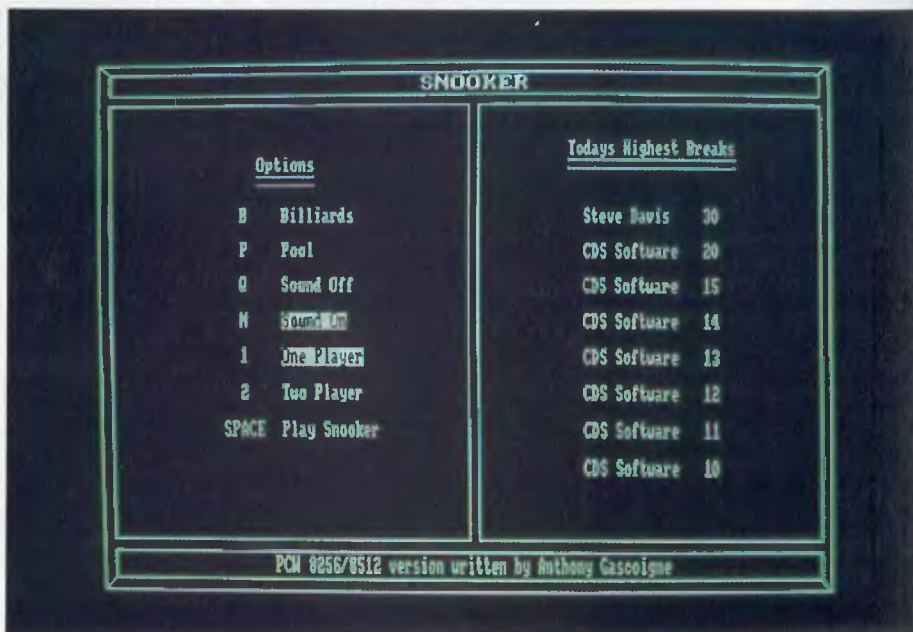 SNOOKER
Options
B Billiards
P Pool
Q Sound Off
N Sound On
1 One Player
2 Two Player
SPACE Play Snooker
Todays Highest Breaks
Steve Davis 30
CDS Software 20
CDS Software 15
CDS Software 14
CDS Software 13
CDS Software 12
CDS Software 11
CDS Software 10
PCW 8256/8512 version written by Anthony Gascoigne